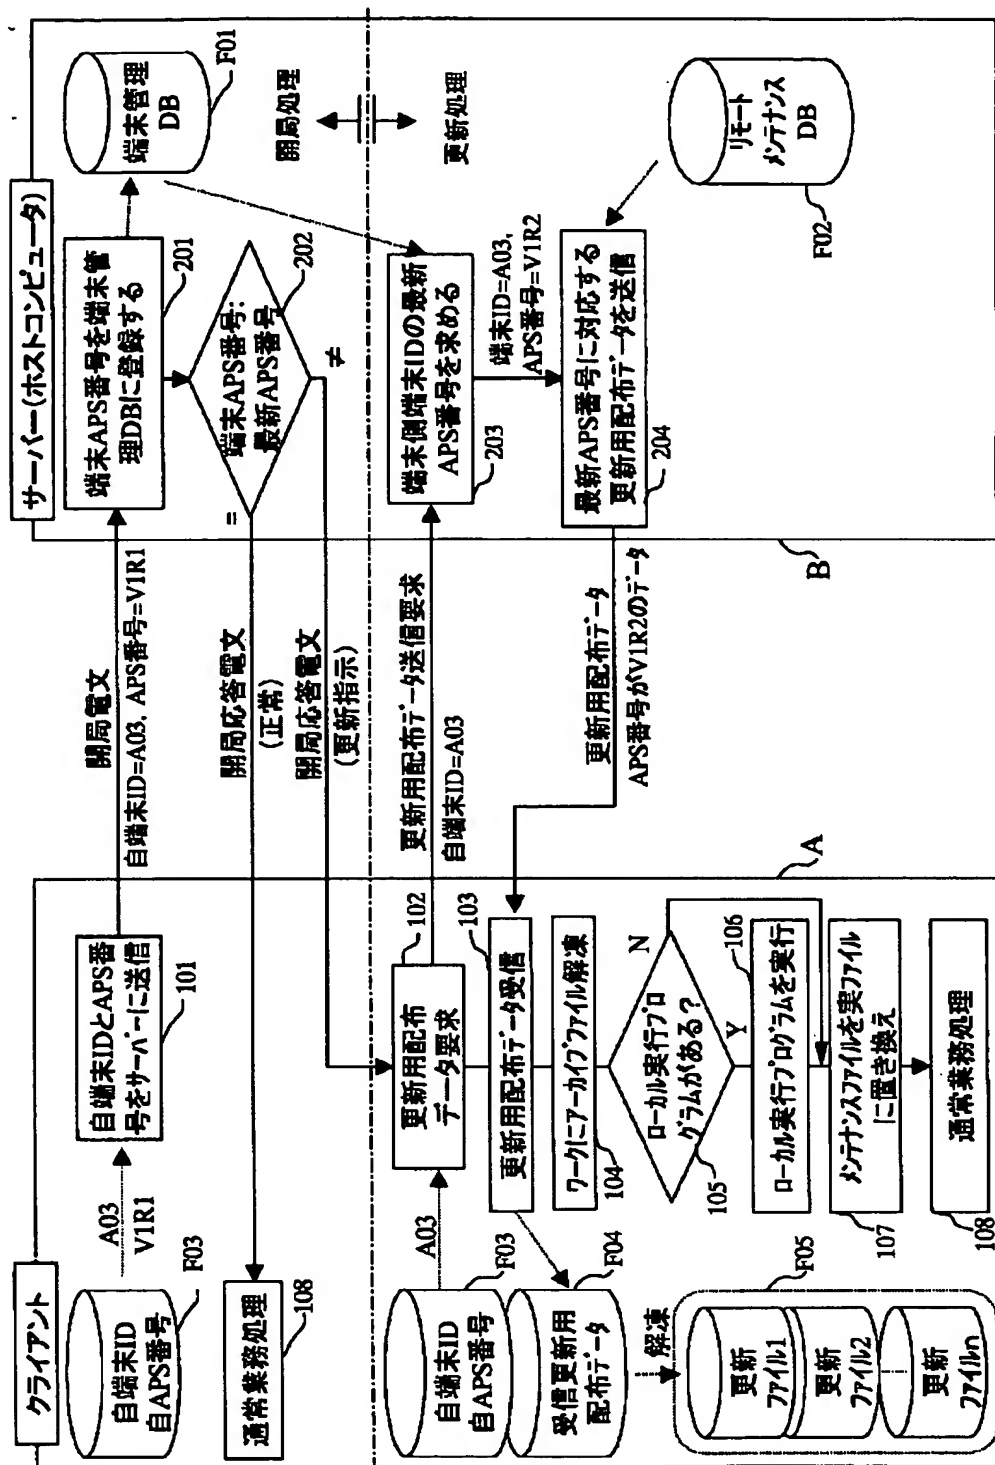 クライアント
サーバー(ホストコンピュータ)
自端末ID
自APS番号
F03
A03
V1R1
自端末IDとAPS番
号をサーバーに送信
101
開局電文
自端末ID=A03, APS番号=V1R1
端末APS番号を端末管
理DBに登録する
201
端末管理
DB
F01
端末APS番号:
最新APS番号
202
=
≠
開局応答電文
(正常)
開局応答電文
(更新指示)
通常業務処理
108
開局処理
更新処理
自端末ID
自APS番号
F03
A03
更新用配布
データ要求
102
更新用配布データ送信要求
自端末ID=A03
端末側端末IDの最新
APS番号を求める
203
端末ID=A03,
APS番号=V1R2
最新APS番号に対応する
更新用配布データを送信
204
リモート
メンテナンス
DB
F02
更新用配布データ
APS番号がV1R2のデータ
受信更新用
配布データ
F04
更新用配布データ受信
103
ワークにアーカイブファイル解凍
104
ローカル実行プロ
グラムがある?
105
N
Y
ローカル実行プログラムを実行
106
メンテナンスファイルを実ファイル
に置き換え
107
通常業務処理
108
解凍
F05
更新
ファイル1
更新
ファイル2
更新
ファイルn
A
B